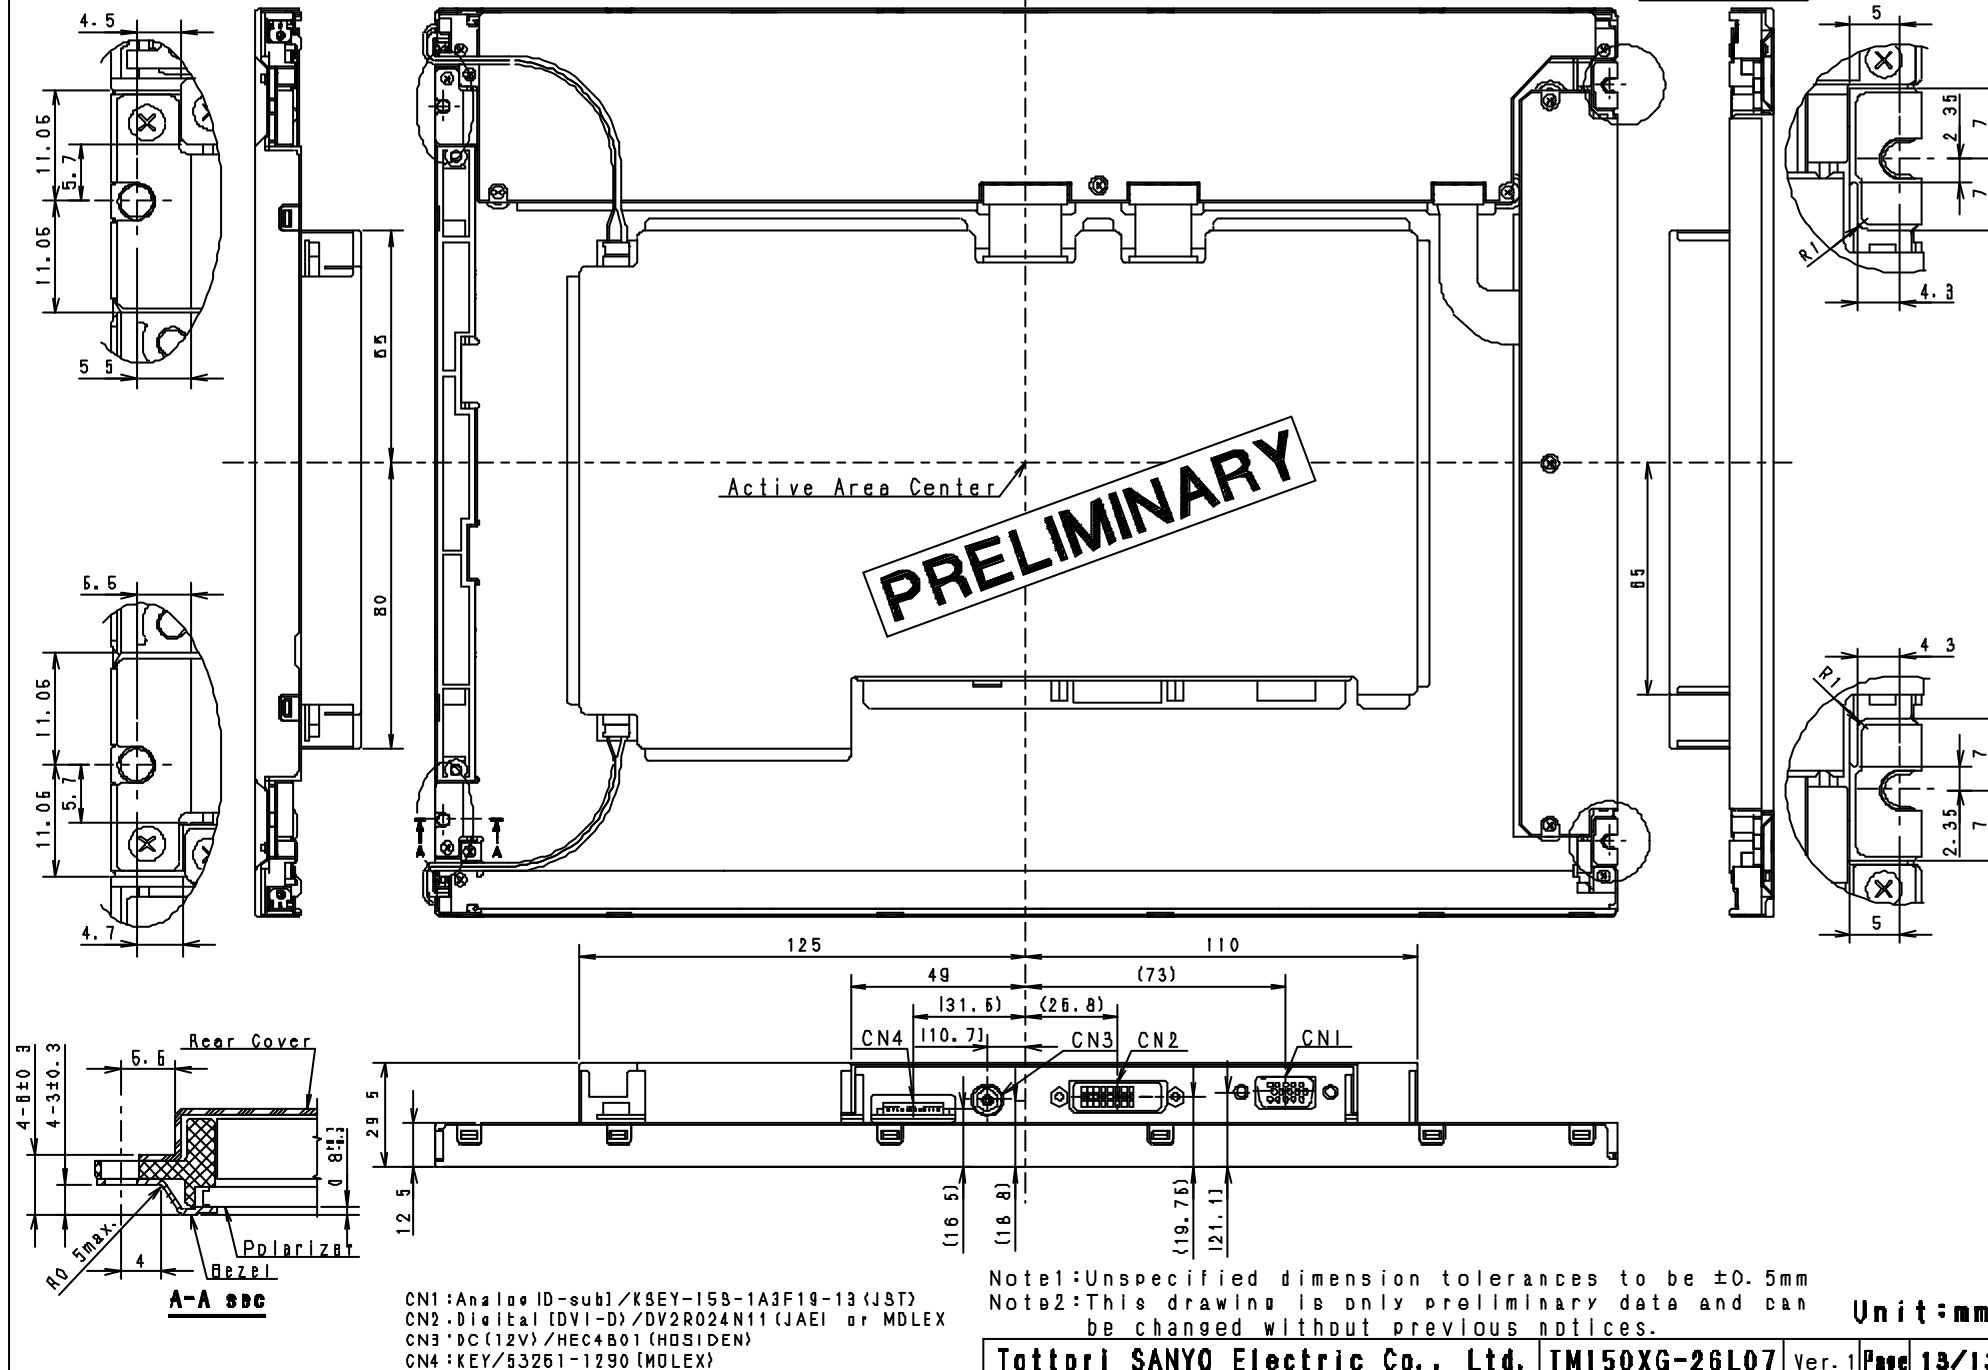 4.5
5
11.05
5.7
11.05
5 5
2 35
7
7
R1
4.3
55
80
Active Area Center
PRELIMINARY
65
5.5
11.05
5.7
11.05
4.7
4 3
R1
7
2.35
7
5
125
110
49
(73)
(31.5)
(26.8)
(10.7)
CN4
CN3
CN2
CN1
29 5
12 5
(16 5)
(18 8)
(19.75)
(21.1)
Rear Cover
5.5
4-6±0 3
4-3±0.3
R0 5max.
4
Polarizer
Bezel
A-A sec
A
A
CN1:Analog(D-sub)/KSEY-15S-1A3F19-13(JST)
CN2.Digital(DVI-D)/DV2R024N11(JAE) or MOLEX
CN3:DC(12V)/HEC4801(HOSIDEN)
CN4:KEY/53261-1290(MOLEX)
Note1:Unspecified dimension tolerances to be ±0.5mm
Note2:This drawing is only preliminary data and can
be changed without previous notices.
Unit:mm
Tottori SANYO Electric Co., Ltd. TM150XG-26L07 Ver. 1 Page